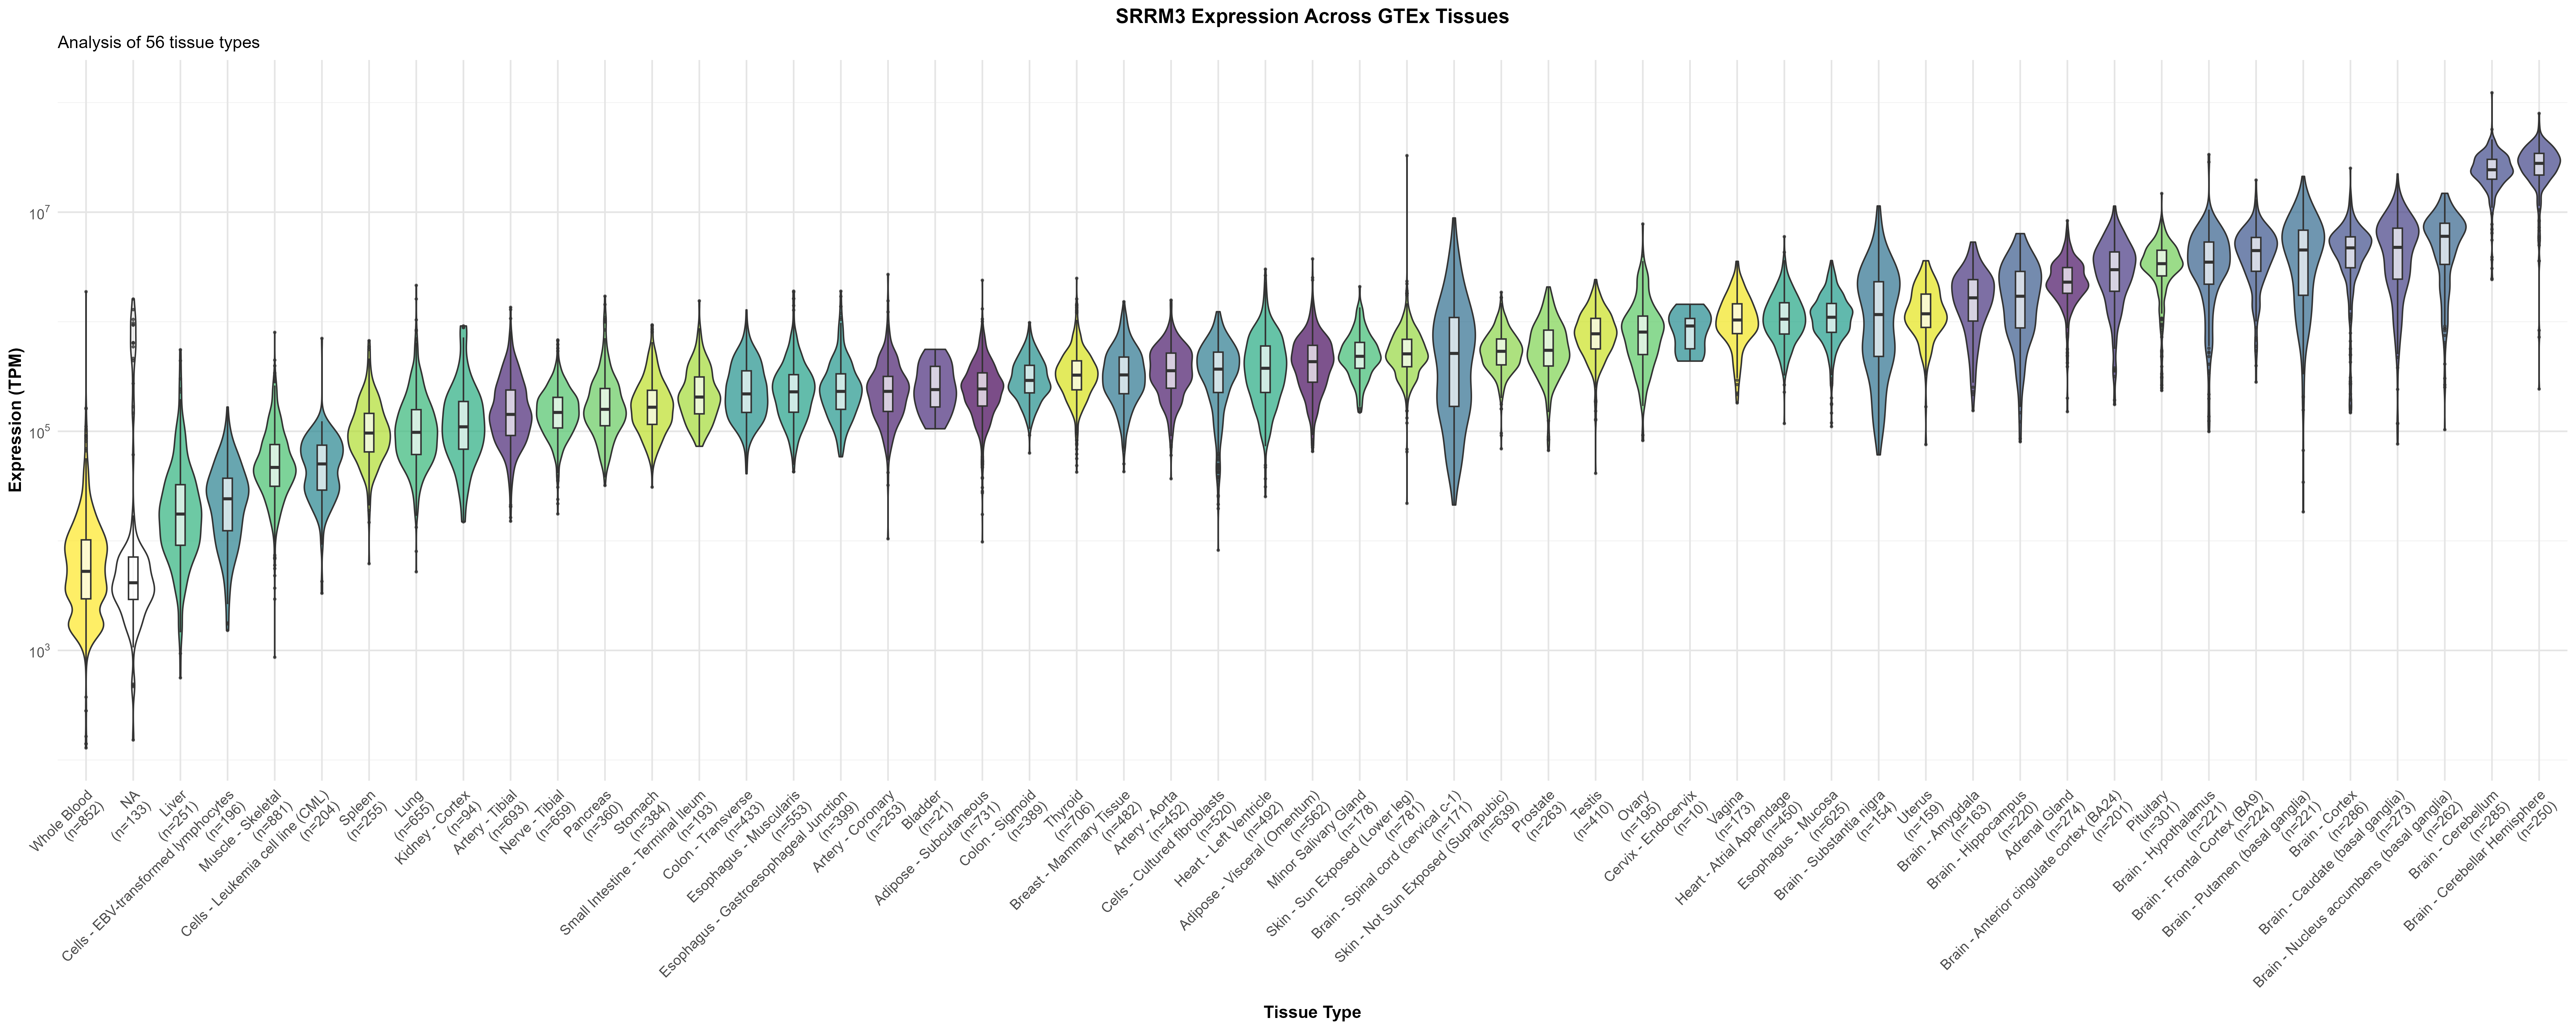 SRRM3 Expression Across GTEx Tissues
Analysis of 56 tissue types
Expression (TPM)
10⁷
10⁵
10³
Whole Blood
(n=852)
NA
(n=133)
Liver
(n=251)
Cells - EBV-transformed lymphocytes
(n=196)
Muscle - Skeletal
(n=881)
Cells - Leukemia cell line (CML)
(n=204)
Spleen
(n=255)
Lung
(n=655)
Kidney - Cortex
(n=94)
Artery - Tibial
(n=693)
Nerve - Tibial
(n=659)
Pancreas
(n=360)
Stomach
(n=384)
Small Intestine - Terminal Ileum
(n=193)
Colon - Transverse
(n=433)
Esophagus - Muscularis
(n=553)
Esophagus - Gastroesophageal Junction
(n=399)
Artery - Coronary
(n=253)
Bladder
(n=21)
Adipose - Subcutaneous
(n=731)
Colon - Sigmoid
(n=389)
Thyroid
(n=706)
Breast - Mammary Tissue
(n=482)
Artery - Aorta
(n=452)
Cells - Cultured fibroblasts
(n=520)
Heart - Left Ventricle
(n=492)
Adipose - Visceral (Omentum)
(n=562)
Minor Salivary Gland
(n=178)
Skin - Sun Exposed (Lower leg)
(n=781)
Brain - Spinal cord (cervical c-1)
(n=171)
Skin - Not Sun Exposed (Suprapubic)
(n=639)
Prostate
(n=263)
Testis
(n=410)
Ovary
(n=195)
Cervix - Endocervix
(n=10)
Vagina
(n=173)
Heart - Atrial Appendage
(n=450)
Esophagus - Mucosa
(n=625)
Brain - Substantia nigra
(n=154)
Uterus
(n=159)
Brain - Amygdala
(n=163)
Brain - Hippocampus
(n=220)
Adrenal Gland
(n=274)
Brain - Anterior cingulate cortex (BA24)
(n=201)
Pituitary
(n=301)
Brain - Hypothalamus
(n=221)
Brain - Frontal Cortex (BA9)
(n=224)
Brain - Putamen (basal ganglia)
(n=221)
Brain - Cortex
(n=286)
Brain - Caudate (basal ganglia)
(n=273)
Brain - Nucleus accumbens (basal ganglia)
(n=262)
Brain - Cerebellum
(n=285)
Brain - Cerebellar Hemisphere
(n=250)
Tissue Type